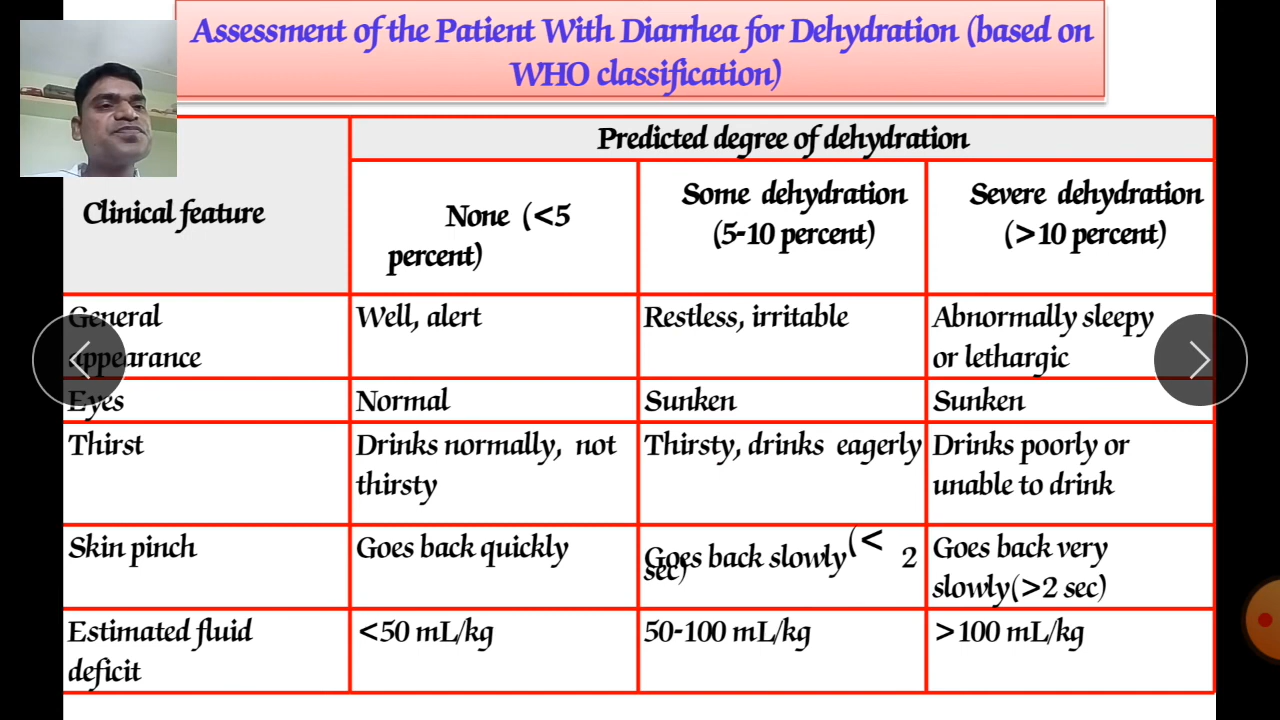 Assessment of the Patient With Diarrhea for Dehydration (based on
WHO classification)
Predicted degree of dehydration
Clinical feature
None (<5
percent)
Some dehydration
(5-10 percent)
Severe dehydration
(>10 percent)
General
appearance
Well, alert
Restless, irritable
Abnormally sleepy
or lethargic
Eyes
Normal
Sunken
Sunken
Thirst
Drinks normally, not
thirsty
Thirsty, drinks eagerly
Drinks poorly or
unable to drink
Skin pinch
Goes back quickly
Goes back slowly(< 2
sec)
Goes back very
slowly(>2 sec)
Estimated fluid
deficit
<50 mL/kg
50-100 mL/kg
>100 mL/kg